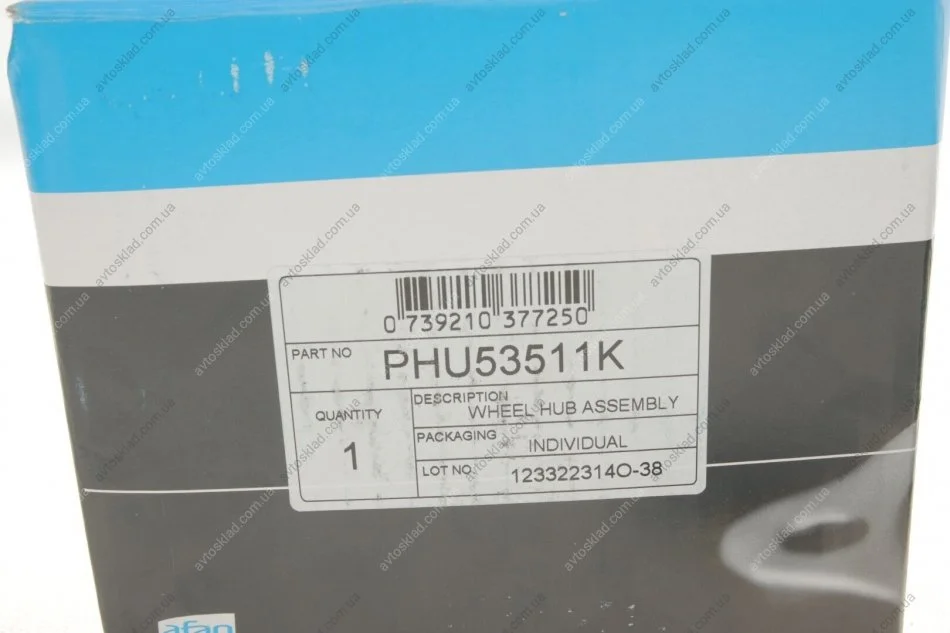 0 739210 377250
PART NO PHU53511K
QUANTITY
1
DESCRIPTION
WHEEL HUB ASSEMBLY
PACKAGING INDIVIDUAL
LOT NO. 123322314O-38
avtosklad.com.ua